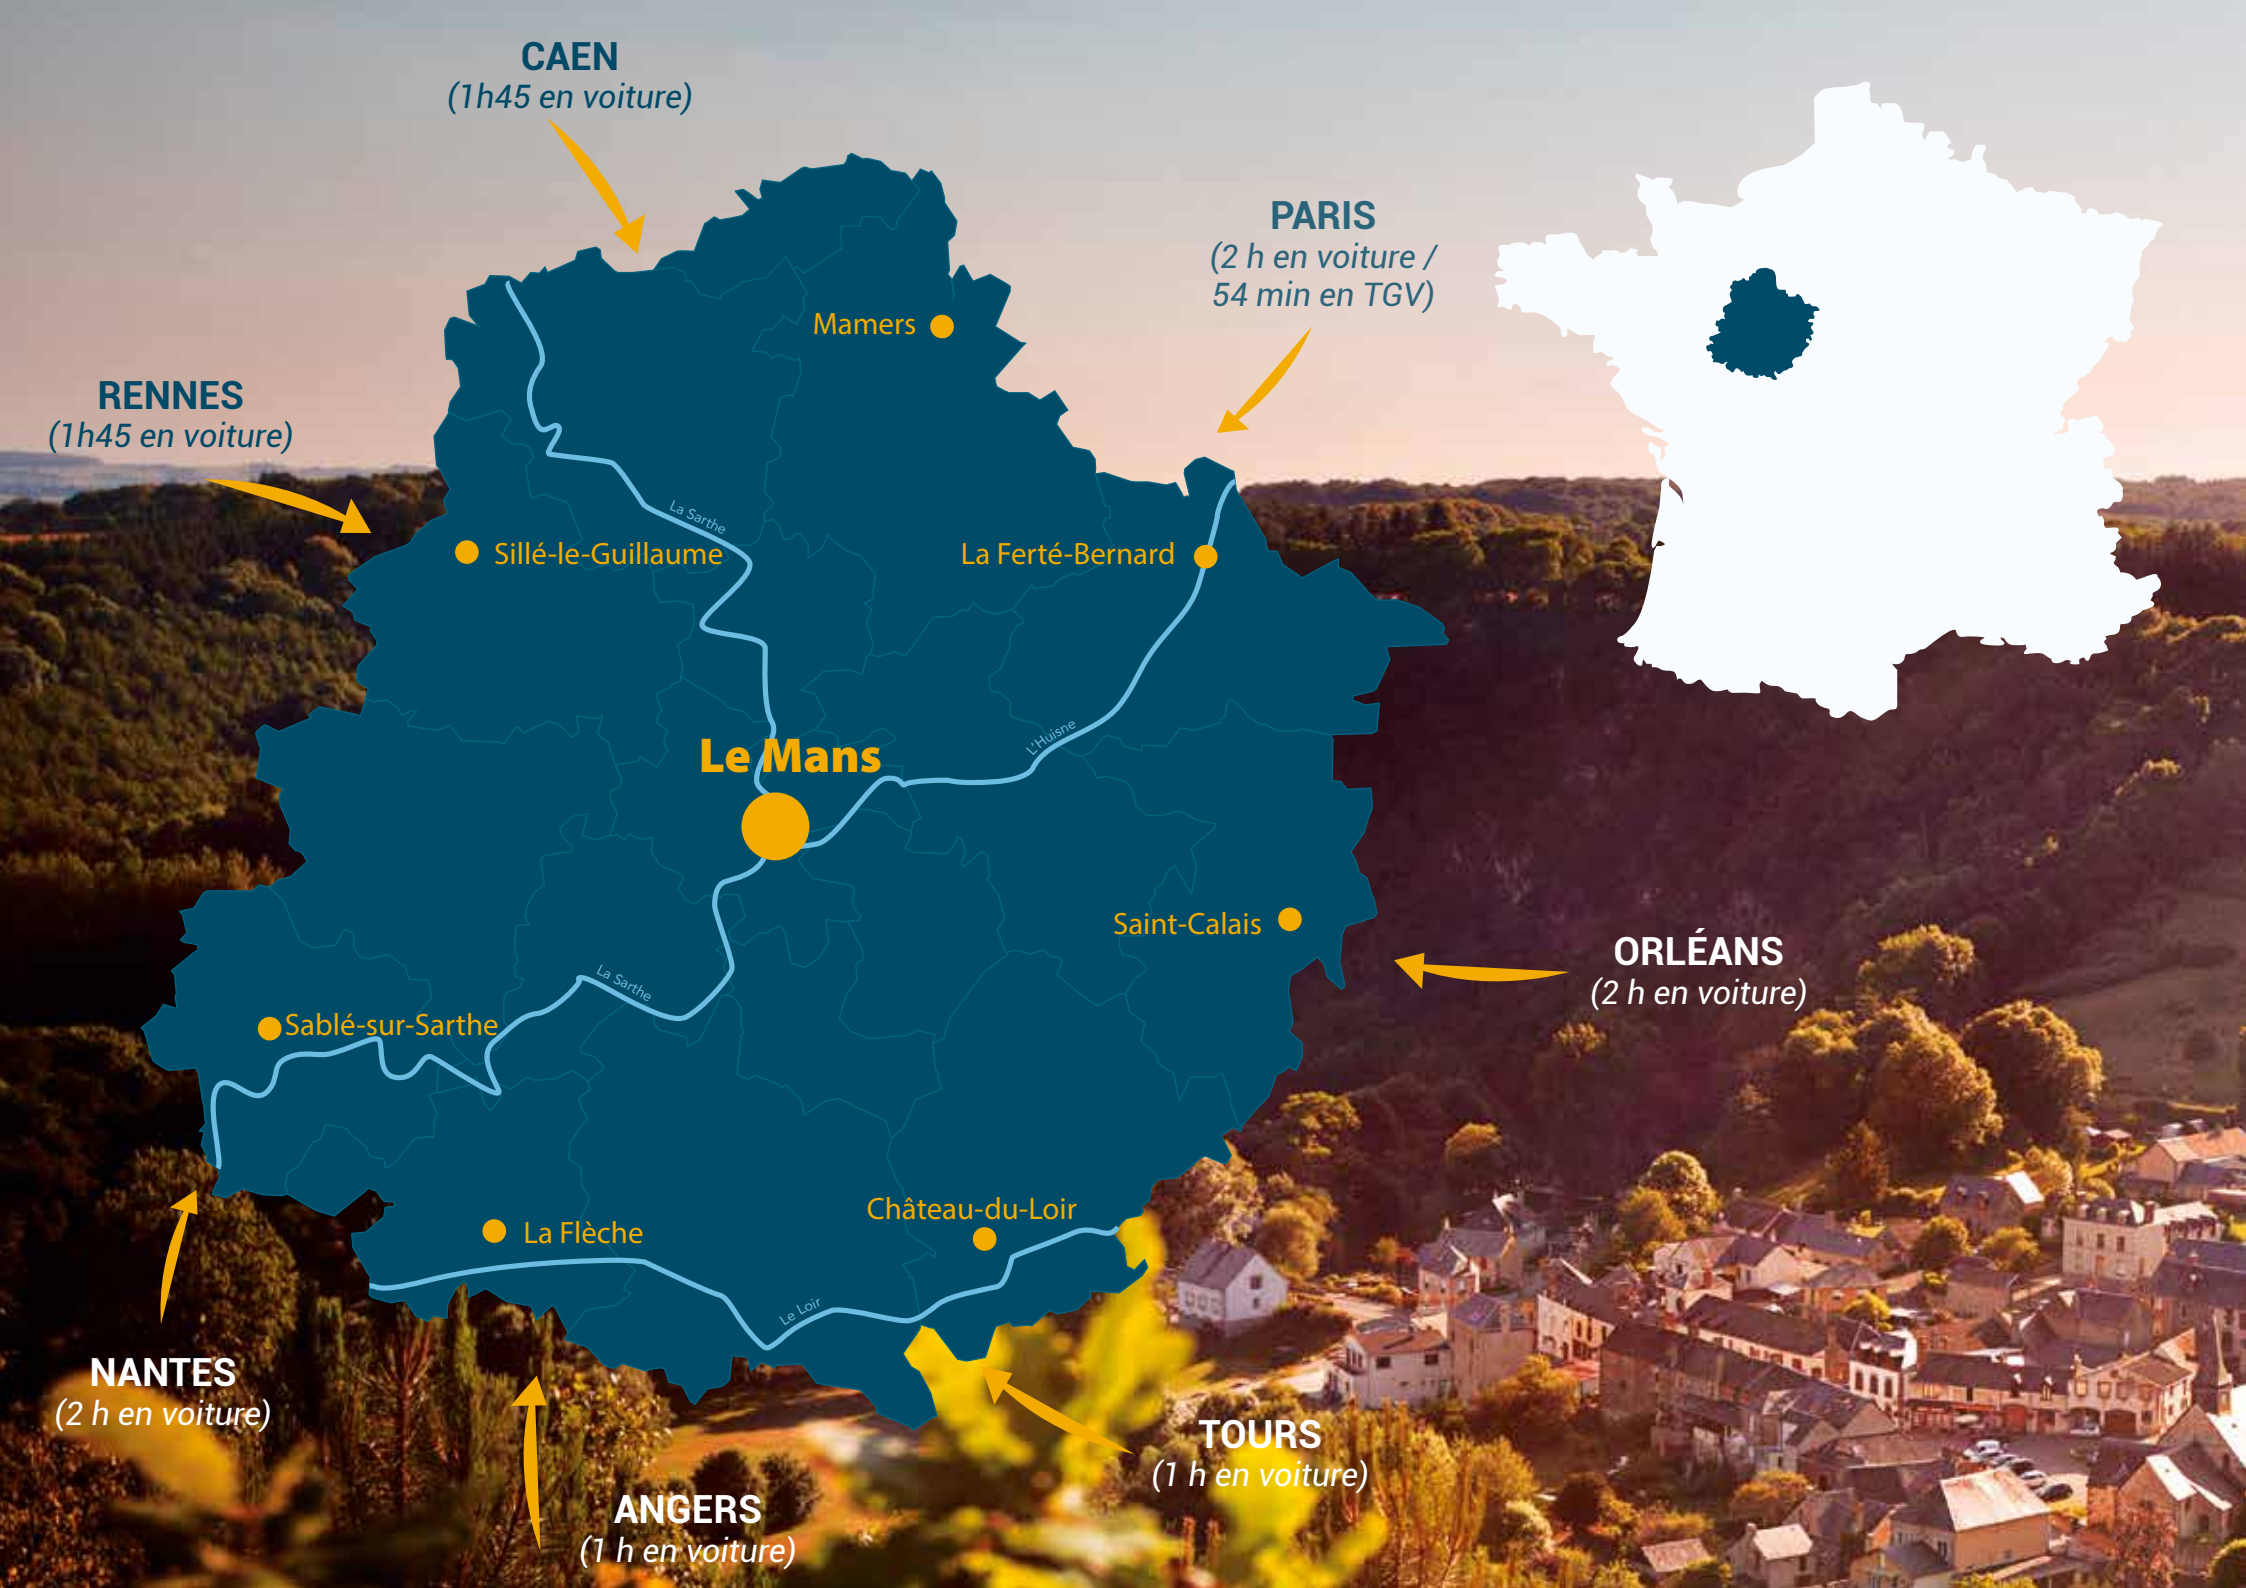 CAEN
(1h45 en voiture)
PARIS
(2 h en voiture /
54 min en TGV)
Mamers
RENNES
(1h45 en voiture)
La Sarthe
Sillé-le-Guillaume
La Ferté-Bernard
L'Huisne
Le Mans
Saint-Calais
ORLÉANS
(2 h en voiture)
La Sarthe
Sablé-sur-Sarthe
Château-du-Loir
La Flèche
Le Loir
NANTES
(2 h en voiture)
TOURS
(1 h en voiture)
ANGERS
(1 h en voiture)